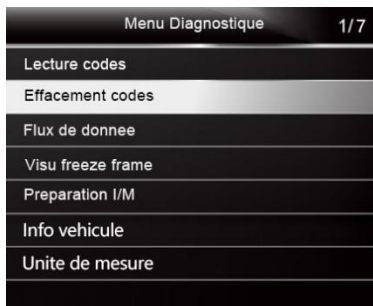 Menu Diagnostique 1/7
Lecture codes
Effacement codes
Flux de donnee
Visu freeze frame
Preparation I/M
Info vehicule
Unite de mesure